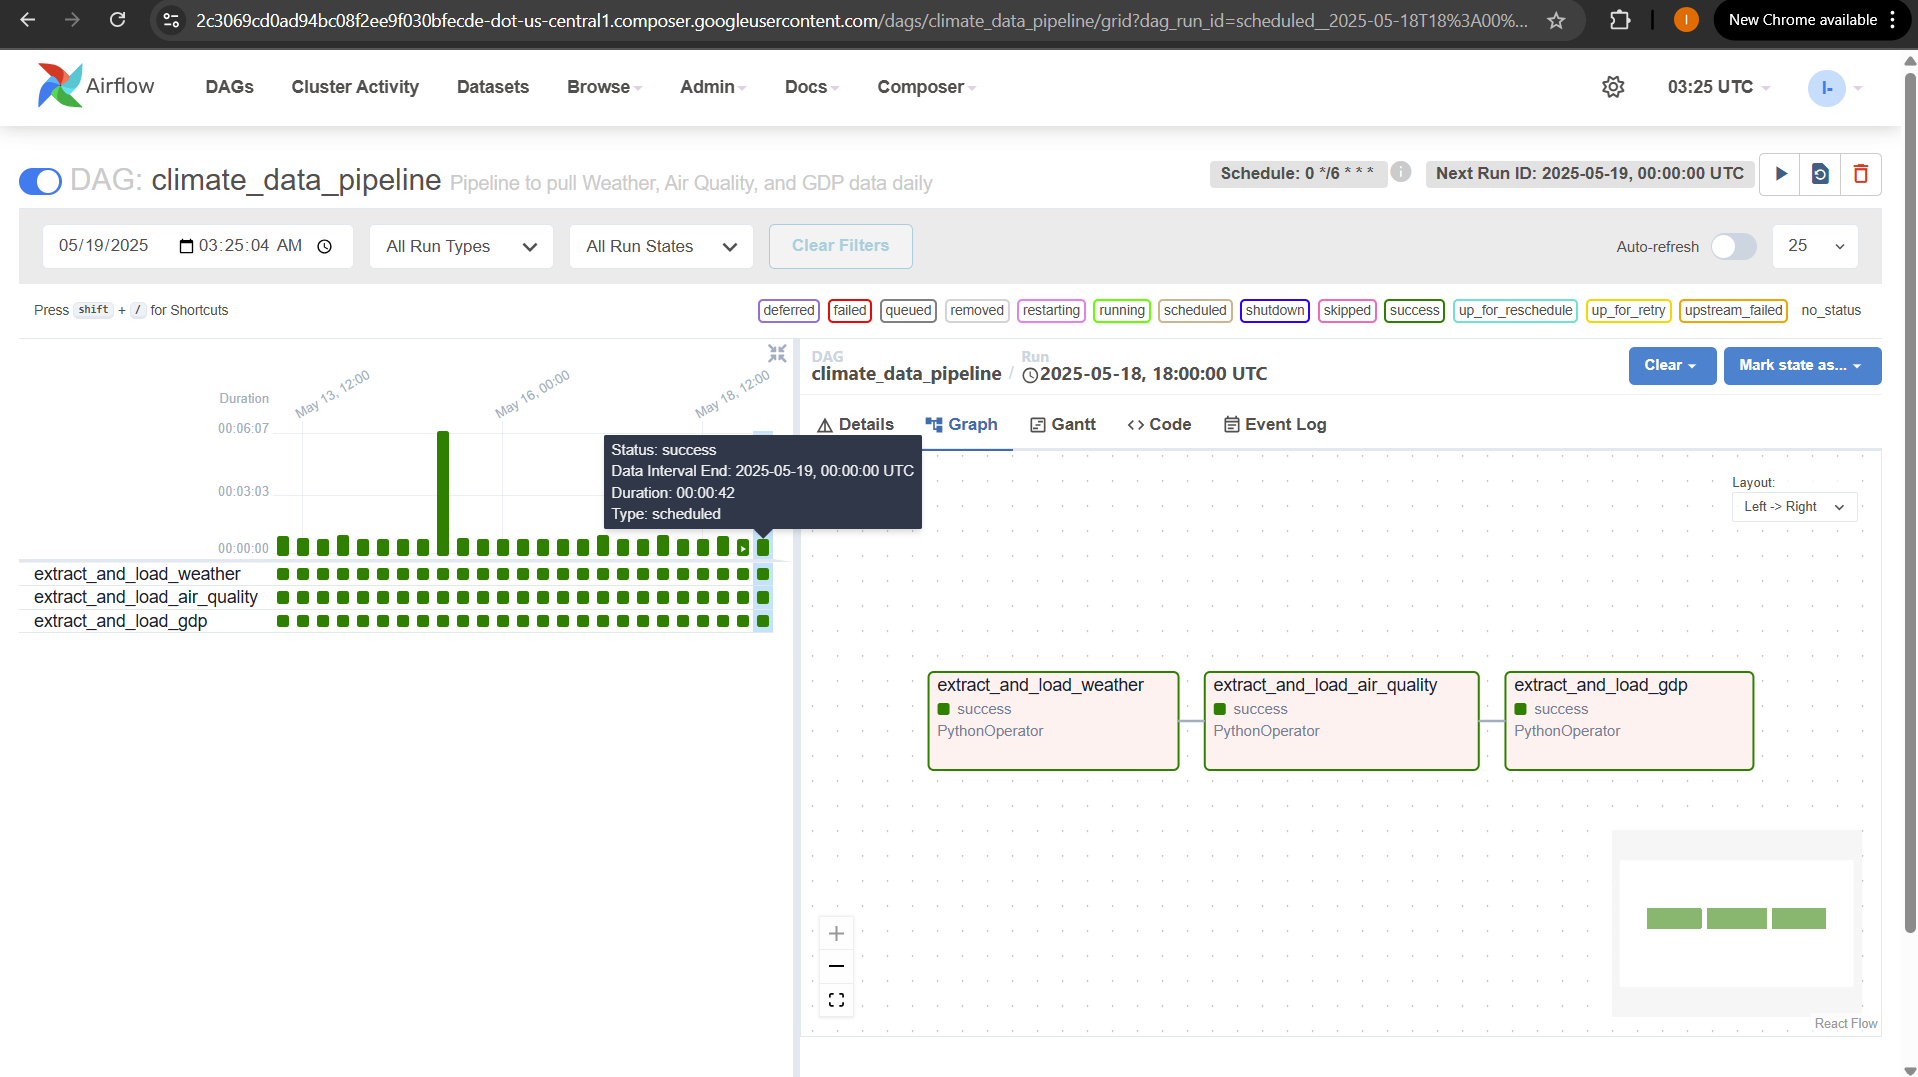 2c3069cd0ad94bc08f2ee9f030bfecde-dot-us-central1.composer.googleusercontent.com/dags/climate_data_pipeline/grid?dag_run_id=scheduled__2025-05-18T18%3A00%...
I
New Chrome available
Airflow
DAGs
Cluster Activity
Datasets
Browse
Admin
Docs
Composer
03:25 UTC
I-
DAG: climate_data_pipeline Pipeline to pull Weather, Air Quality, and GDP data daily
Schedule: 0 */6 * * *
i
Next Run ID: 2025-05-19, 00:00:00 UTC
05/19/2025 03:25:04 AM
All Run Types
All Run States
Clear Filters
Auto-refresh
25
Press shift + / for Shortcuts
deferred
failed
queued
removed
restarting
running
scheduled
shutdown
skipped
success
up_for_reschedule
up_for_retry
upstream_failed
no_status
Duration
May 13, 12:00
May 16, 00:00
May 18, 12:00
00:06:07
00:03:03
00:00:00
Status: success
Data Interval End: 2025-05-19, 00:00:00 UTC
Duration: 00:00:42
Type: scheduled
extract_and_load_weather
extract_and_load_air_quality
extract_and_load_gdp
DAG
climate_data_pipeline
/
Run
2025-05-18, 18:00:00 UTC
Clear
Mark state as...
Details
Graph
Gantt
Code
Event Log
Layout:
Left -> Right
extract_and_load_weather
success
PythonOperator
extract_and_load_air_quality
success
PythonOperator
extract_and_load_gdp
success
PythonOperator
React Flow